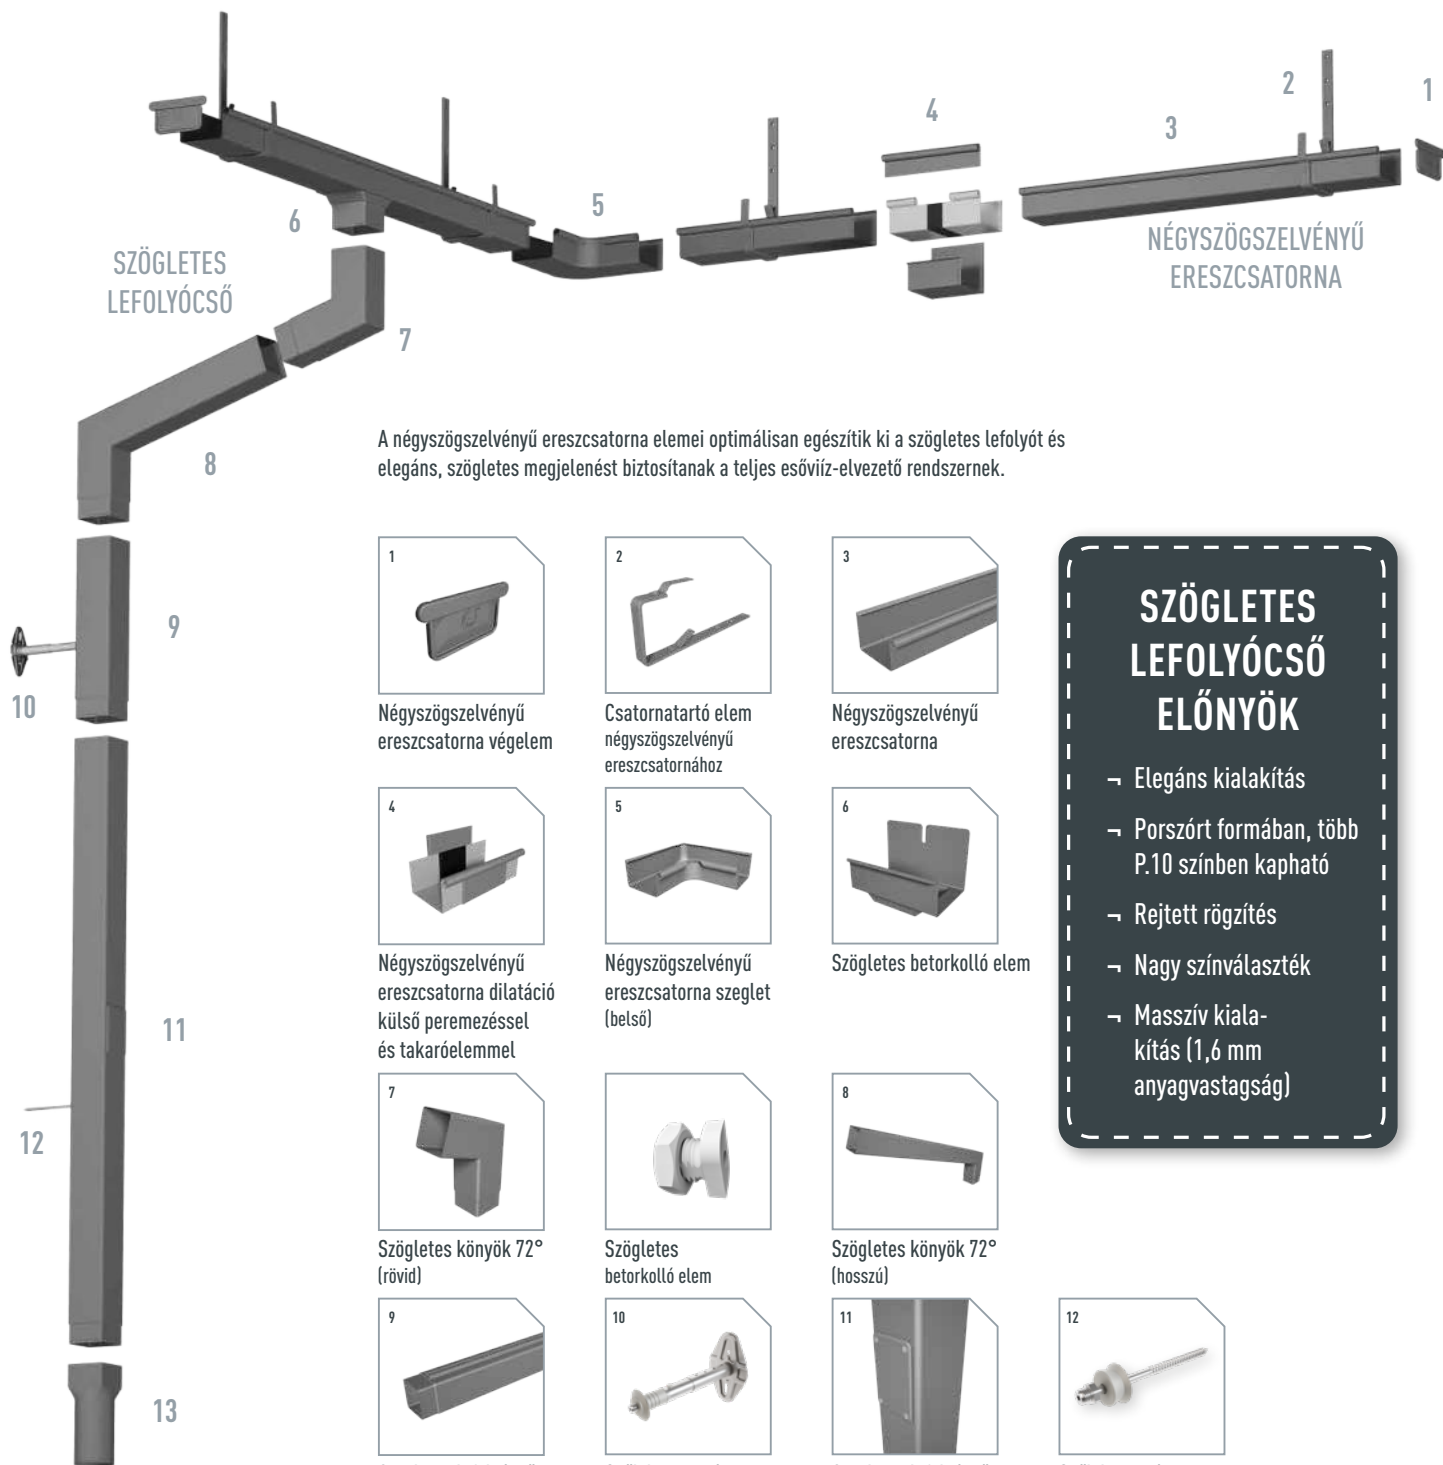 2
1
4
3
5
6
NÉGYSZÖGSZELVÉNYŰ
ERESZCSATORNA
SZÖGLETES
LEFOLYÓCSŐ
7
8
9
10
11
12
13
A négyszögszelvényű ereszcsatorna elemei optimálisan egészítik ki a szögletes lefolyót és
elegáns, szögletes megjelenést biztosítanak a teljes esővííz-elvezető rendszernek.
1
Négyszögszelvényű
ereszcsatorna végelem
2
Csatornatartó elem
négyszögszelvényű
ereszcsatornához
3
Négyszögszelvényű
ereszcsatorna
4
Négyszögszelvényű
ereszcsatorna dilatáció
külső peremezéssel
és takaróelemmel
5
Négyszögszelvényű
ereszcsatorna szeglet
(belső)
6
Szögletes betorkolló elem
7
Szögletes könyök 72°
(rövid)
Szögletes
betorkolló elem
8
Szögletes könyök 72°
(hosszú)
9
10
11
12
SZÖGLETES
LEFOLYÓCSŐ
ELŐNYÖK
¬ Elegáns kialakítás
¬ Porszórt formában, több
P.10 színben kapható
¬ Rejtett rögzítés
¬ Nagy színválaszték
¬ Masszív kiala-
kítás (1,6 mm
anyagvastagság)